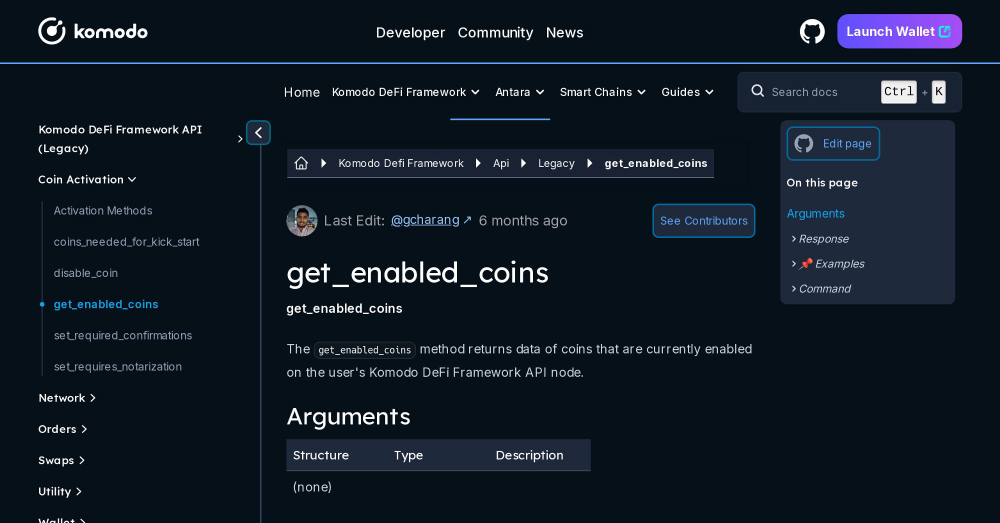 komodo
Developer Community News
Launch Wallet
Home Komodo DeFi Framework Antara Smart Chains Guides
Search docs Ctrl + K
Komodo DeFi Framework API
(Legacy)
Coin Activation
Activation Methods
coins_needed_for_kick_start
disable_coin
get_enabled_coins
set_required_confirmations
set_requires_notarization
Network
Orders
Swaps
Utility
Wallet
Komodo Defi Framework Api Legacy get_enabled_coins
Last Edit: @gcharang ↗ 6 months ago
See Contributors
get_enabled_coins
get_enabled_coins
The get_enabled_coins method returns data of coins that are currently enabled
on the user's Komodo DeFi Framework API node.
Arguments
Structure Type Description
(none)
Edit page
On this page
Arguments
Response
📌 Examples
Command